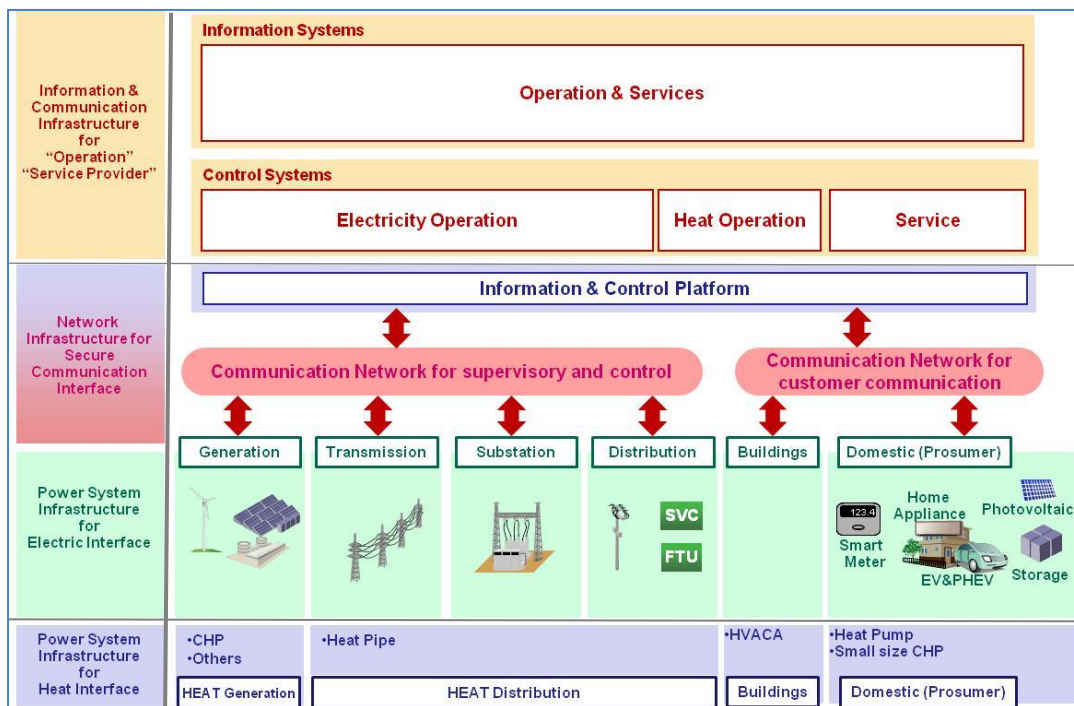 Information &
Communication
Infrastructure
for
“Operation”
“Service Provider”
Information Systems
Operation & Services
Control Systems
Electricity Operation
Heat Operation
Service
Network
Infrastructure for
Secure
Communication
Interface
Information & Control Platform
Communication Network for supervisory and control
Communication Network for
customer communication
Power System
Infrastructure
for
Electric Interface
Generation
Transmission
Substation
Distribution
Buildings
Domestic (Prosumer)
SVC
FTU
123.4
Smart
Meter
Home
Appliance
Photovoltaic
EV&PHEV
Storage
Power System
Infrastructure
for
Heat Interface
•CHP
•Others
•Heat Pipe
•HVACA
•Heat Pump
•Small size CHP
HEAT Generation
HEAT Distribution
Buildings
Domestic (Prosumer)